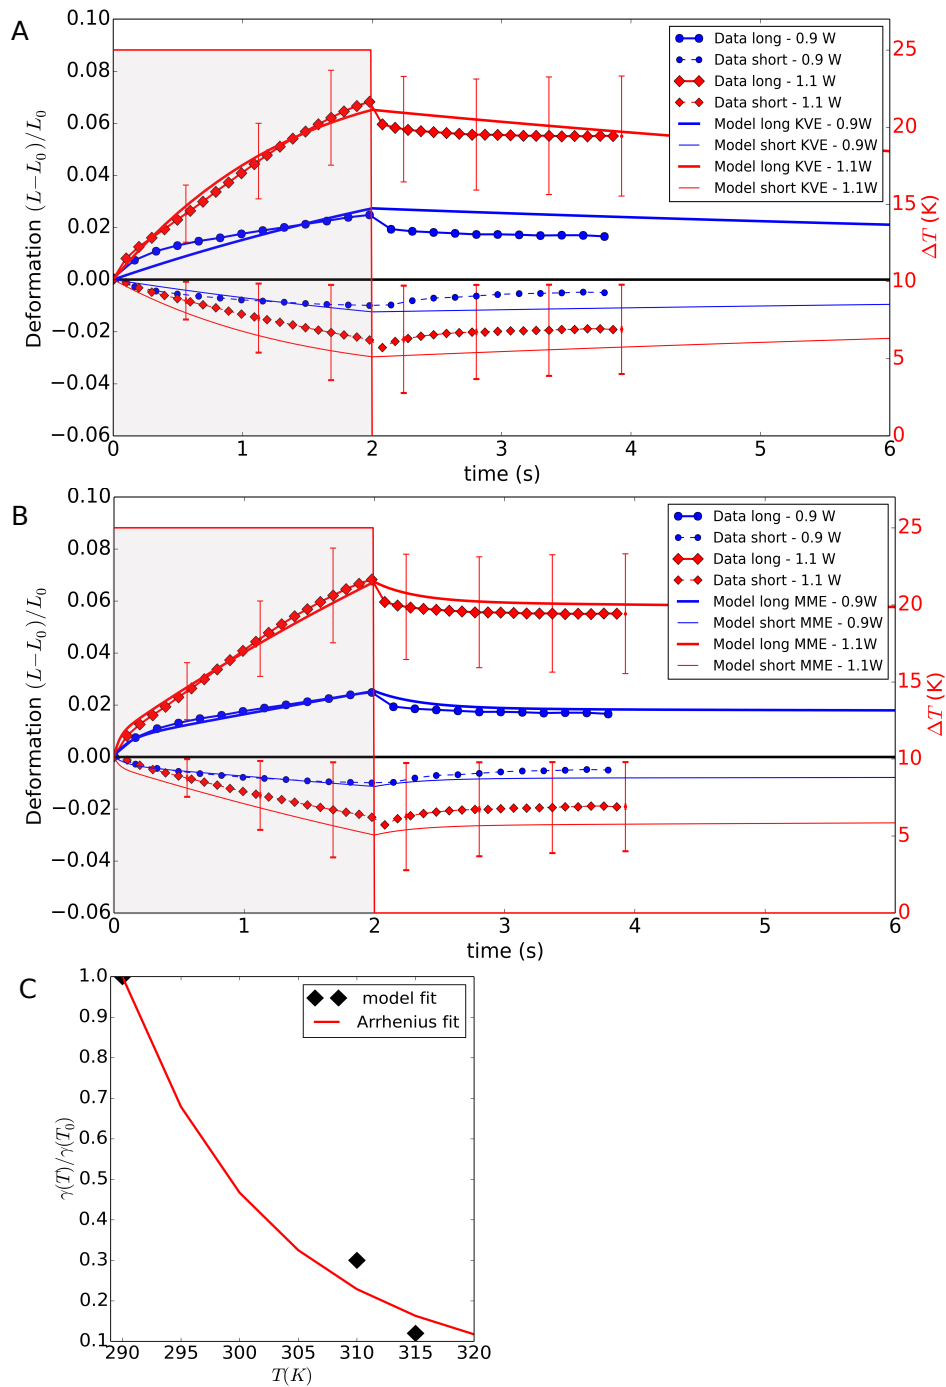 A
0.10
0.08
0.06
0.04
0.02
0.00
−0.02
−0.04
−0.06
Deformation (L−L₀)/L₀
Data long - 0.9 W
Data short - 0.9 W
Data long - 1.1 W
Data short - 1.1 W
Model long KVE - 0.9W
Model short KVE - 0.9W
Model long KVE - 1.1W
Model short KVE - 1.1W
25
20
15
10
5
0
ΔT (K)
0 1 2 3 4 5 6
time (s)
B
0.10
0.08
0.06
0.04
0.02
0.00
−0.02
−0.04
−0.06
Deformation (L−L₀)/L₀
Data long - 0.9 W
Data short - 0.9 W
Data long - 1.1 W
Data short - 1.1 W
Model long MME - 0.9W
Model short MME - 0.9W
Model long MME - 1.1W
Model short MME - 1.1W
25
20
15
10
5
0
ΔT (K)
0 1 2 3 4 5 6
time (s)
C
1.0
0.9
0.8
0.7
0.6
0.5
0.4
0.3
0.2
0.1
γ(T)/γ(T₀)
model fit
Arrhenius fit
290 295 300 305 310 315 320
T(K)